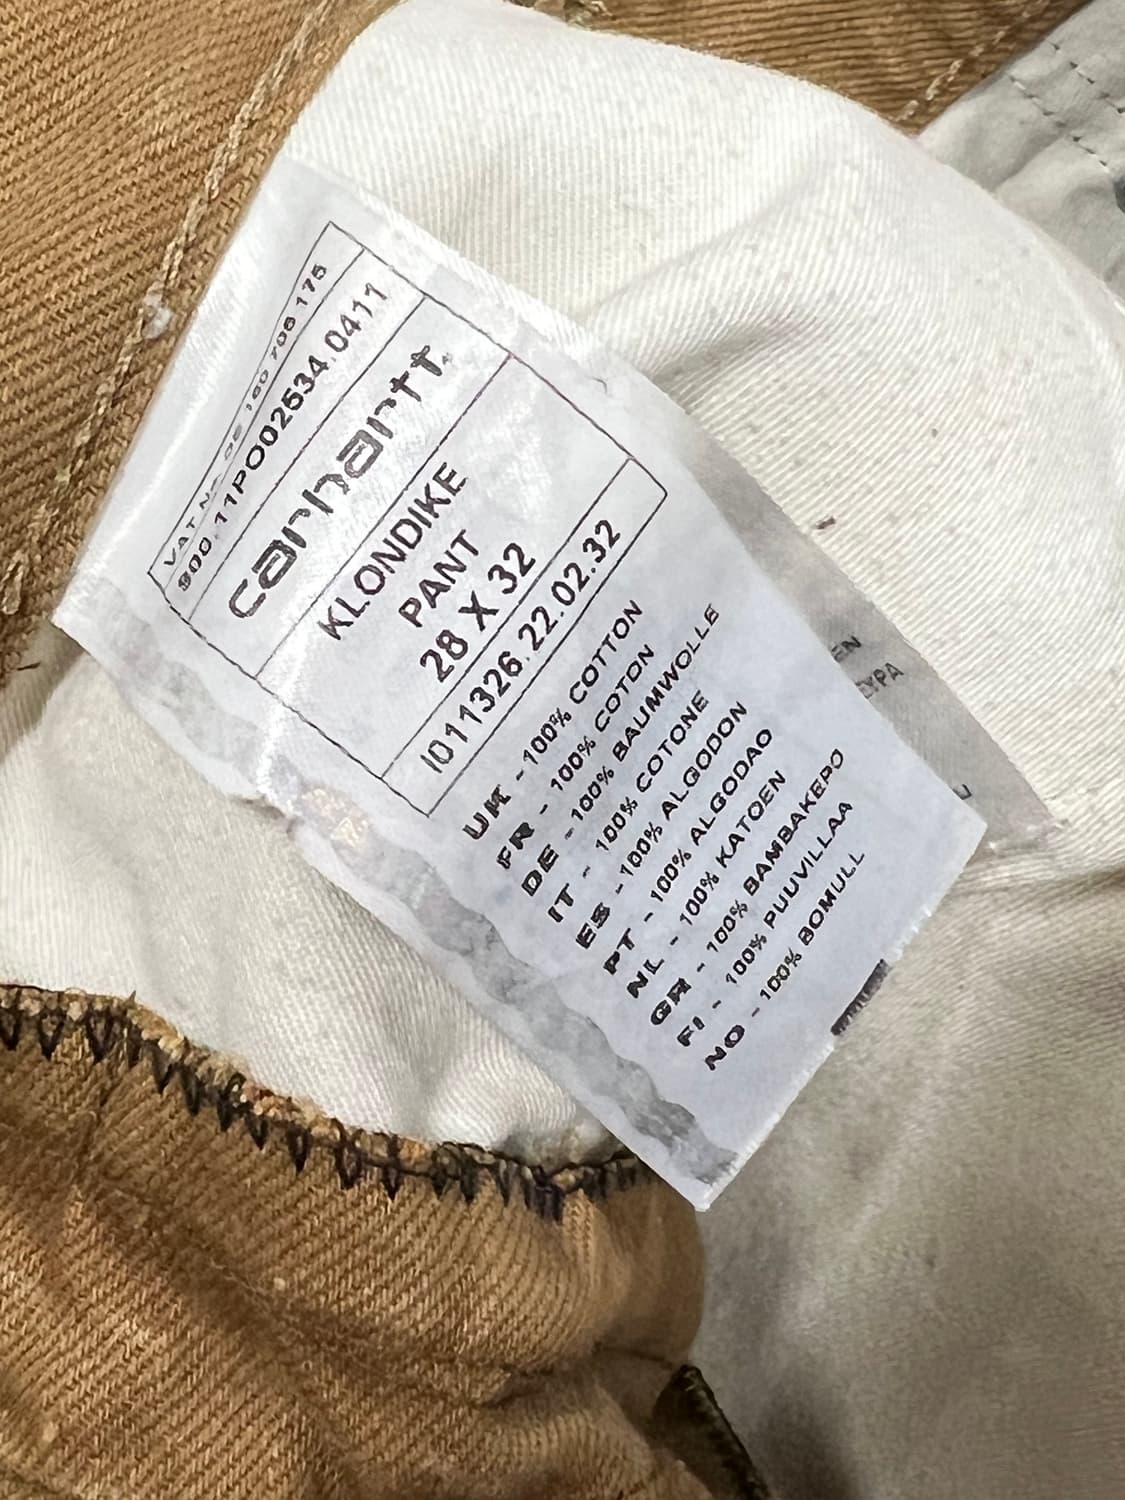 VAT No. DE 160 706 175
900.11PO002534.0411
carhartt
KLONDIKE
PANT
28 X 32
I011326.22.02.32
UK - 100% COTTON
FR - 100% COTON
DE - 100% BAUMWOLLE
IT - 100% COTONE
ES - 100% ALGODON
PT - 100% ALGODAO
NL - 100% KATOEN
GR - 100% BAMBAKEPO
FI - 100% PUUVILLAA
NO - 100% BOMULL